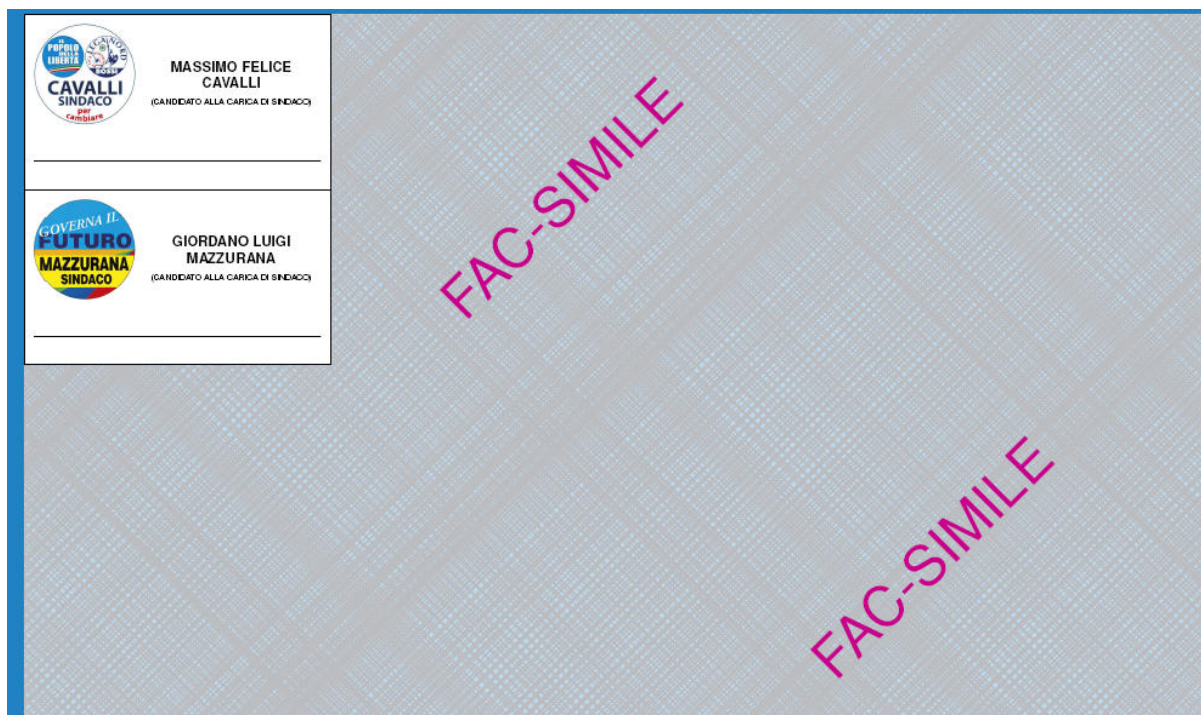 IL
POPOLO
DELLA
LIBERTÀ
LEGA NORD
BOSSI
CAVALLI
SINDACO
per
cambiare
MASSIMO FELICE
CAVALLI
(CANDIDATO ALLA CARICA DI SINDACO)
GOVERNA IL
FUTURO
MAZZURANA
SINDACO
GIORDANO LUIGI
MAZZURANA
(CANDIDATO ALLA CARICA DI SINDACO)
FAC-SIMILE
FAC-SIMILE